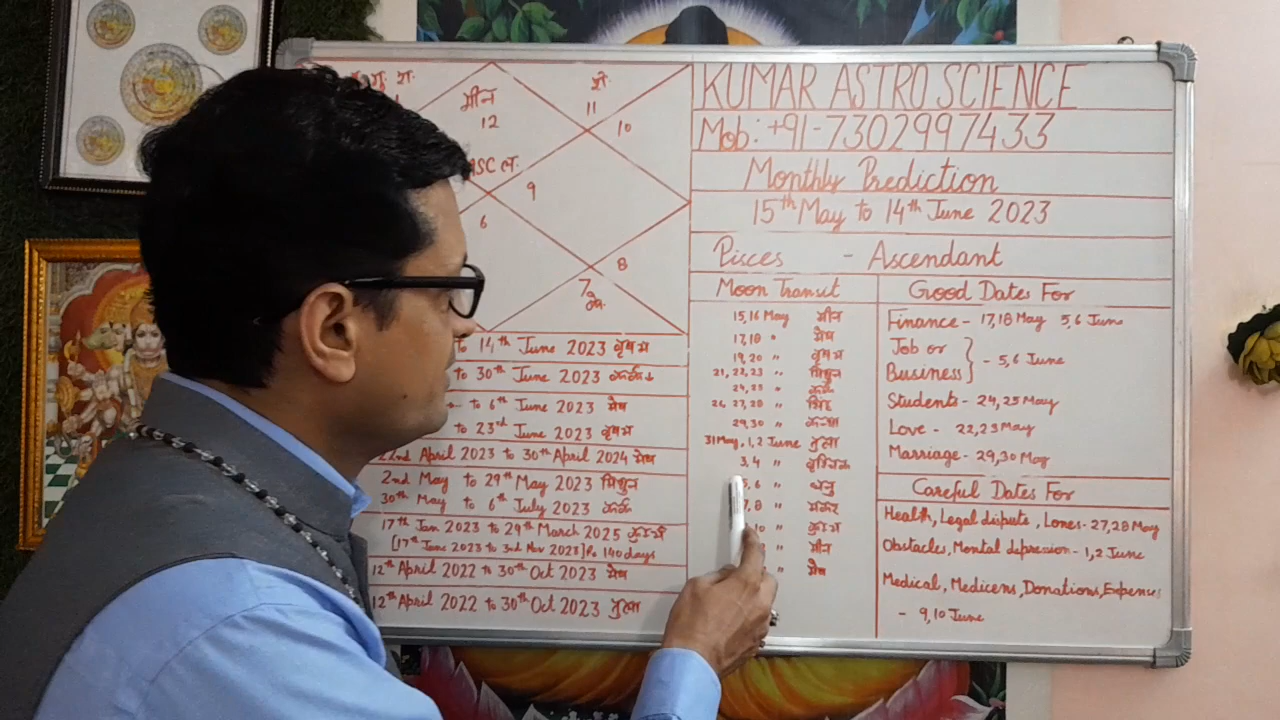 मीन
12
श.
11
10
ASC ल.
9
6
8
7
के.
to 14th June 2023 वृषभ
to 30th June 2023 कर्क↓
to 6th June 2023 मेष
to 23rd June 2023 वृषभ
22nd April 2023 to 30th April 2024 मेष
2nd May to 29th May 2023 मिथुन
30th May to 6th July 2023 कर्क
17th Jan 2023 to 29th March 2025 कुम्भ
[17th June 2023 to 3rd Nov 2023] Re 140 days
12th April 2022 to 30th Oct 2023 मेष
12th April 2022 to 30th Oct 2023 तुला
KUMAR ASTRO SCIENCE
Mob: +91-7302997433
Monthly Prediction
15th May to 14th June 2023
Pisces - Ascendant
Moon Transit
15,16 May मीन
17,18 " मेष
19,20 " वृषभ
21,22,23 " मिथुन
24,25 " कर्क
26,27,28 " सिंह
29,30 " कन्या
31 May, 1,2 June तुला
3,4 " वृश्चिक
5,6 " धनु
7,8 " मकर
10 " कुम्भ
" मीन
" मेष
Good Dates For
Finance - 17,18 May 5,6 June
Job or
Business } - 5,6 June
Students - 24,25 May
Love - 22,23 May
Marriage - 29,30 May
Careful Dates For
Health, Legal dispute, Lones - 27,28 May
Obstacles, Mental depression - 1,2 June
Medical, Medicens, Donations, Expenses
- 9,10 June